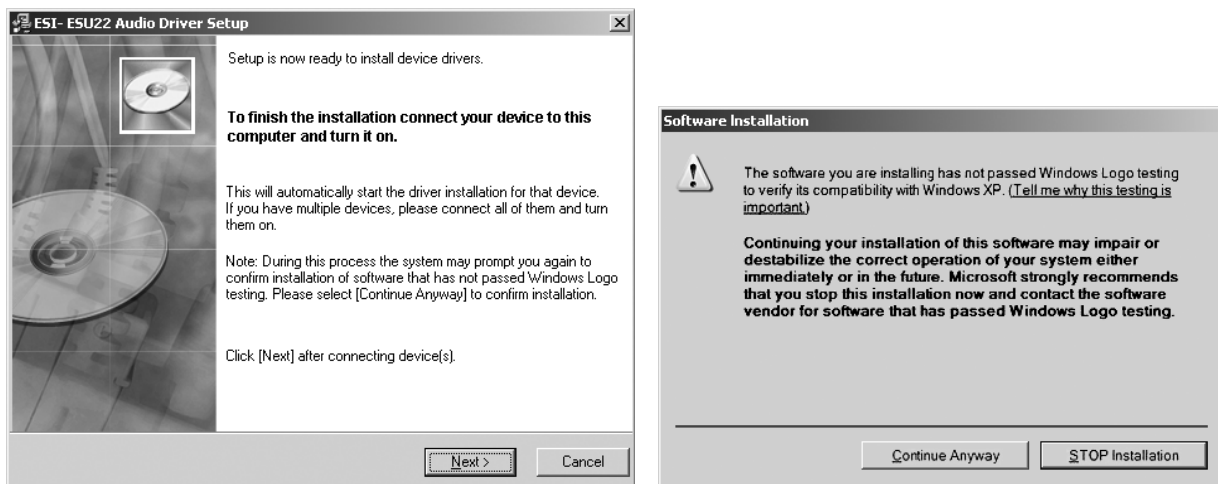 ESI- ESU22 Audio Driver Setup
Setup is now ready to install device drivers.
To finish the installation connect your device to this
computer and turn it on.
This will automatically start the driver installation for that device.
If you have multiple devices, please connect all of them and turn
them on.
Note: During this process the system may prompt you again to
confirm installation of software that has not passed Windows Logo
testing. Please select [Continue Anyway] to confirm installation.
Click [Next] after connecting device(s).
Next >
Cancel
Software Installation
The software you are installing has not passed Windows Logo testing
to verify its compatibility with Windows XP. (Tell me why this testing is
important.)
Continuing your installation of this software may impair or
destabilize the correct operation of your system either
immediately or in the future. Microsoft strongly recommends
that you stop this installation now and contact the software
vendor for software that has passed Windows Logo testing.
Continue Anyway
STOP Installation